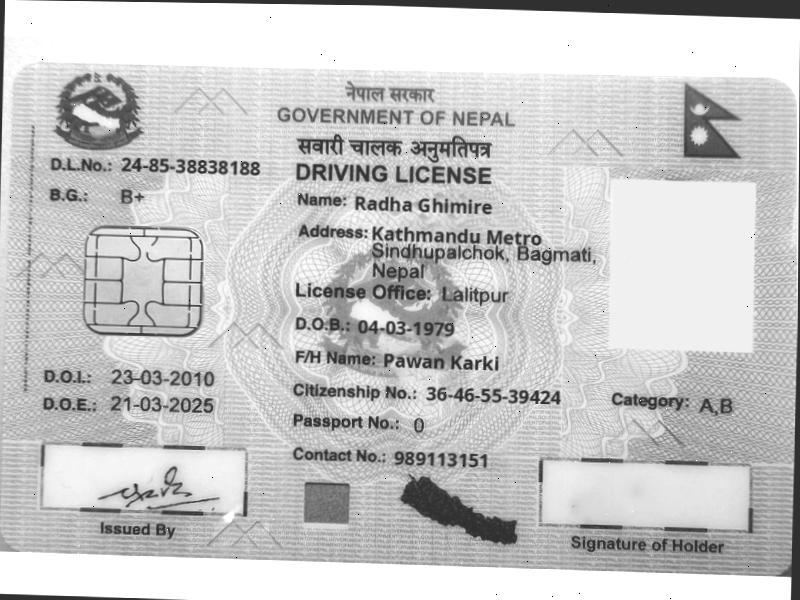 नेपाल सरकार
GOVERNMENT OF NEPAL
सवारी चालक अनुमतिपत्र
DRIVING LICENSE
D.L.No.: 24-85-38838188
B.G.: B+
Name: Radha Ghimire
Address: Kathmandu Metro
Sindhupalchok, Bagmati,
Nepal
License Office: Lalitpur
D.O.B.: 04-03-1979
F/H Name: Pawan Karki
D.O.I.: 23-03-2010
D.O.E.: 21-03-2025
Citizenship No.: 36-46-55-39424
Category: A,B
Passport No.: 0
Contact No.: 989113151
Issued By
Signature of Holder